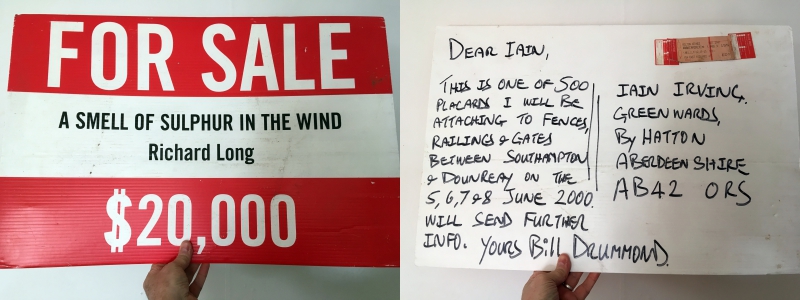 FOR SALE
A SMELL OF SULPHUR IN THE WIND
Richard Long
$20,000
DEAR IAIN,
THIS IS ONE OF 500
PLACARDS I WILL BE
ATTACHING TO FENCES,
RAILINGS & GATES
BETWEEN SOUTHAMPTON
& DOUNREAY ON THE
5, 6, 7 & 8 JUNE 2000.
WILL SEND FURTHER
INFO. YOURS BILL DRUMMOND.
IAIN IRVING.
GREENWARDS,
By HATTON
ABERDEENSHIRE
AB42 0RS